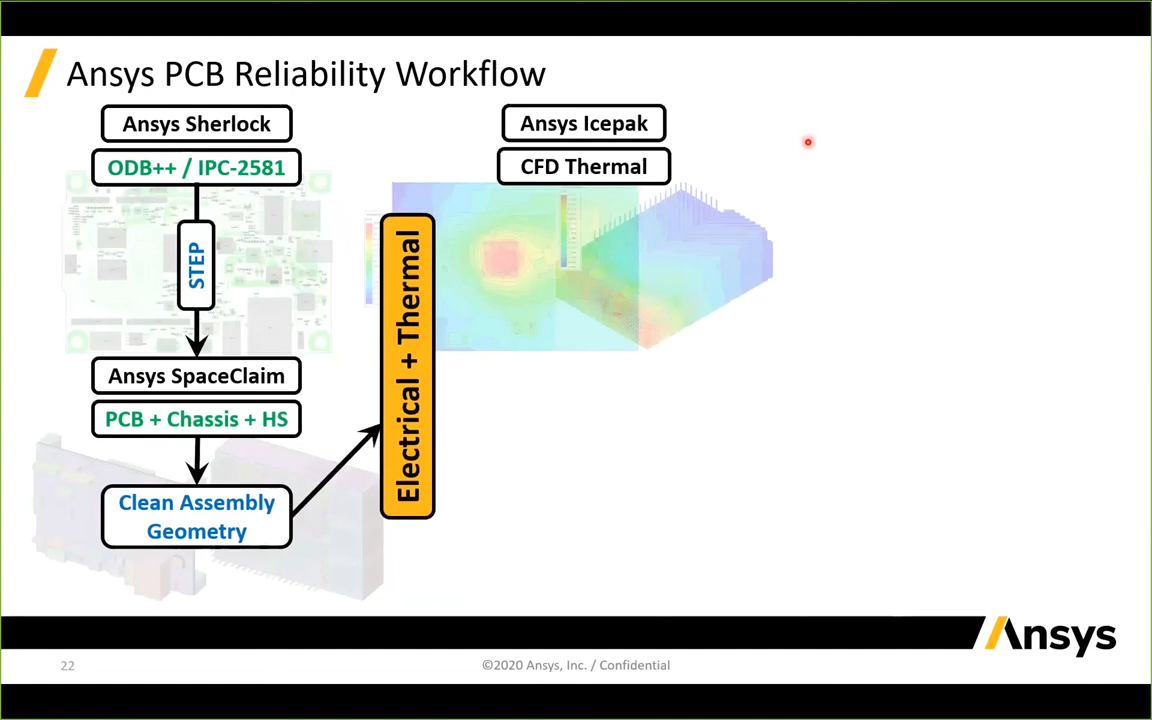 Ansys PCB Reliability Workflow
Ansys Sherlock
ODB++ / IPC-2581
STEP
Ansys SpaceClaim
PCB + Chassis + HS
Clean Assembly
Geometry
Electrical + Thermal
Ansys Icepak
CFD Thermal
Ansys
22
©2020 Ansys, Inc. / Confidential